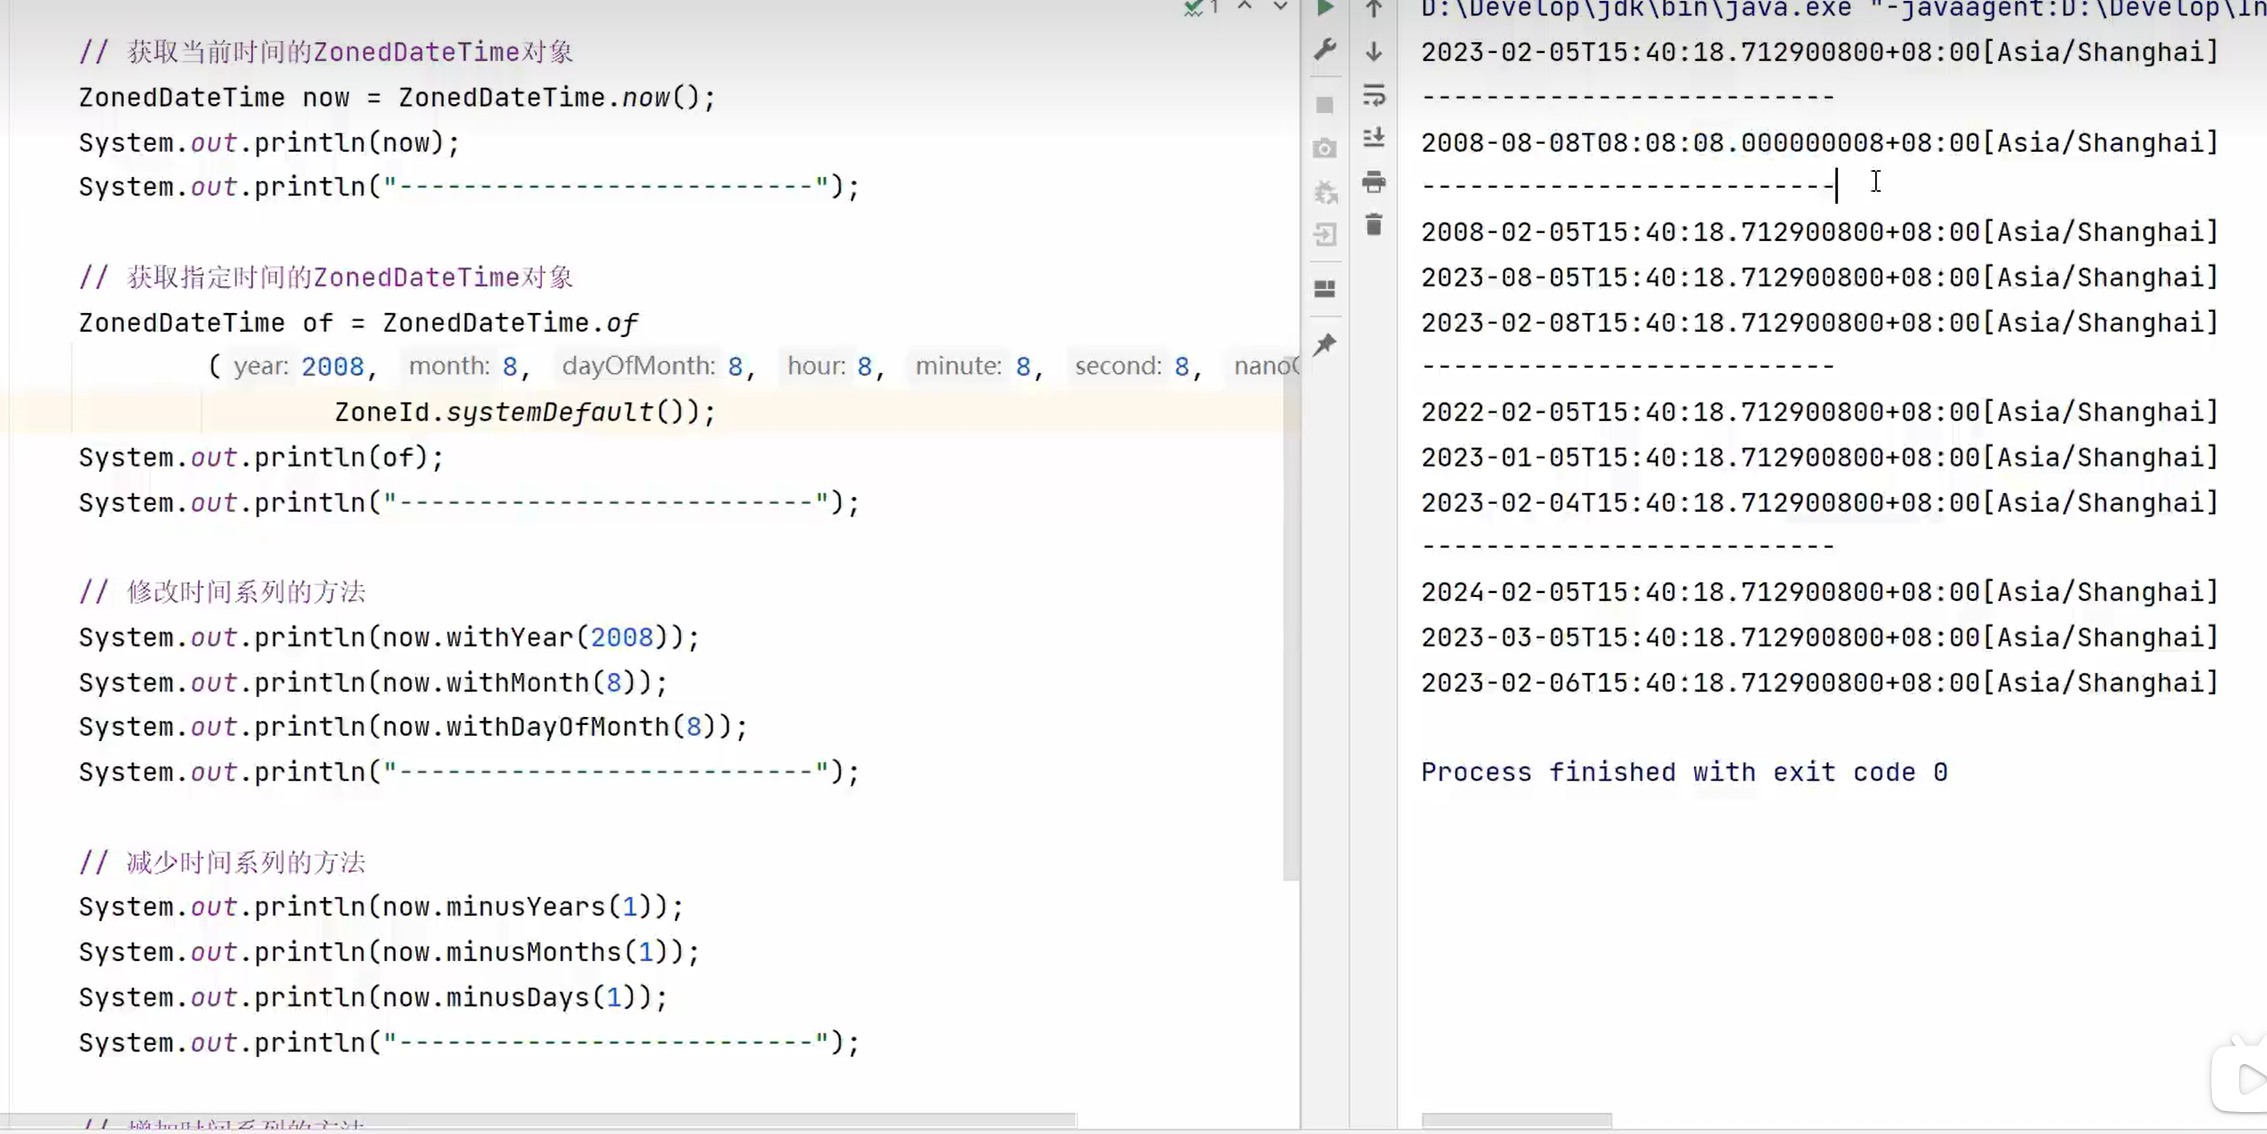 // 获取当前时间的ZonedDateTime对象
ZonedDateTime now = ZonedDateTime.now();
System.out.println(now);
System.out.println("--------------------------");
// 获取指定时间的ZonedDateTime对象
ZonedDateTime of = ZonedDateTime.of
( year: 2008, month: 8, dayOfMonth: 8, hour: 8, minute: 8, second: 8, nano
ZoneId.systemDefault());
System.out.println(of);
System.out.println("--------------------------");
// 修改时间系列的方法
System.out.println(now.withYear(2008));
System.out.println(now.withMonth(8));
System.out.println(now.withDayOfMonth(8));
System.out.println("--------------------------");
// 减少时间系列的方法
System.out.println(now.minusYears(1));
System.out.println(now.minusMonths(1));
System.out.println(now.minusDays(1));
System.out.println("--------------------------");
// 增加时间系列的方法
1
D:\Develop\jdk\bin\java.exe "-javaagent:D:\Develop\In
2023-02-05T15:40:18.712900800+08:00[Asia/Shanghai]
--------------------------
2008-08-08T08:08:08.000000008+08:00[Asia/Shanghai]
--------------------------
2008-02-05T15:40:18.712900800+08:00[Asia/Shanghai]
2023-08-05T15:40:18.712900800+08:00[Asia/Shanghai]
2023-02-08T15:40:18.712900800+08:00[Asia/Shanghai]
--------------------------
2022-02-05T15:40:18.712900800+08:00[Asia/Shanghai]
2023-01-05T15:40:18.712900800+08:00[Asia/Shanghai]
2023-02-04T15:40:18.712900800+08:00[Asia/Shanghai]
--------------------------
2024-02-05T15:40:18.712900800+08:00[Asia/Shanghai]
2023-03-05T15:40:18.712900800+08:00[Asia/Shanghai]
2023-02-06T15:40:18.712900800+08:00[Asia/Shanghai]
Process finished with exit code 0